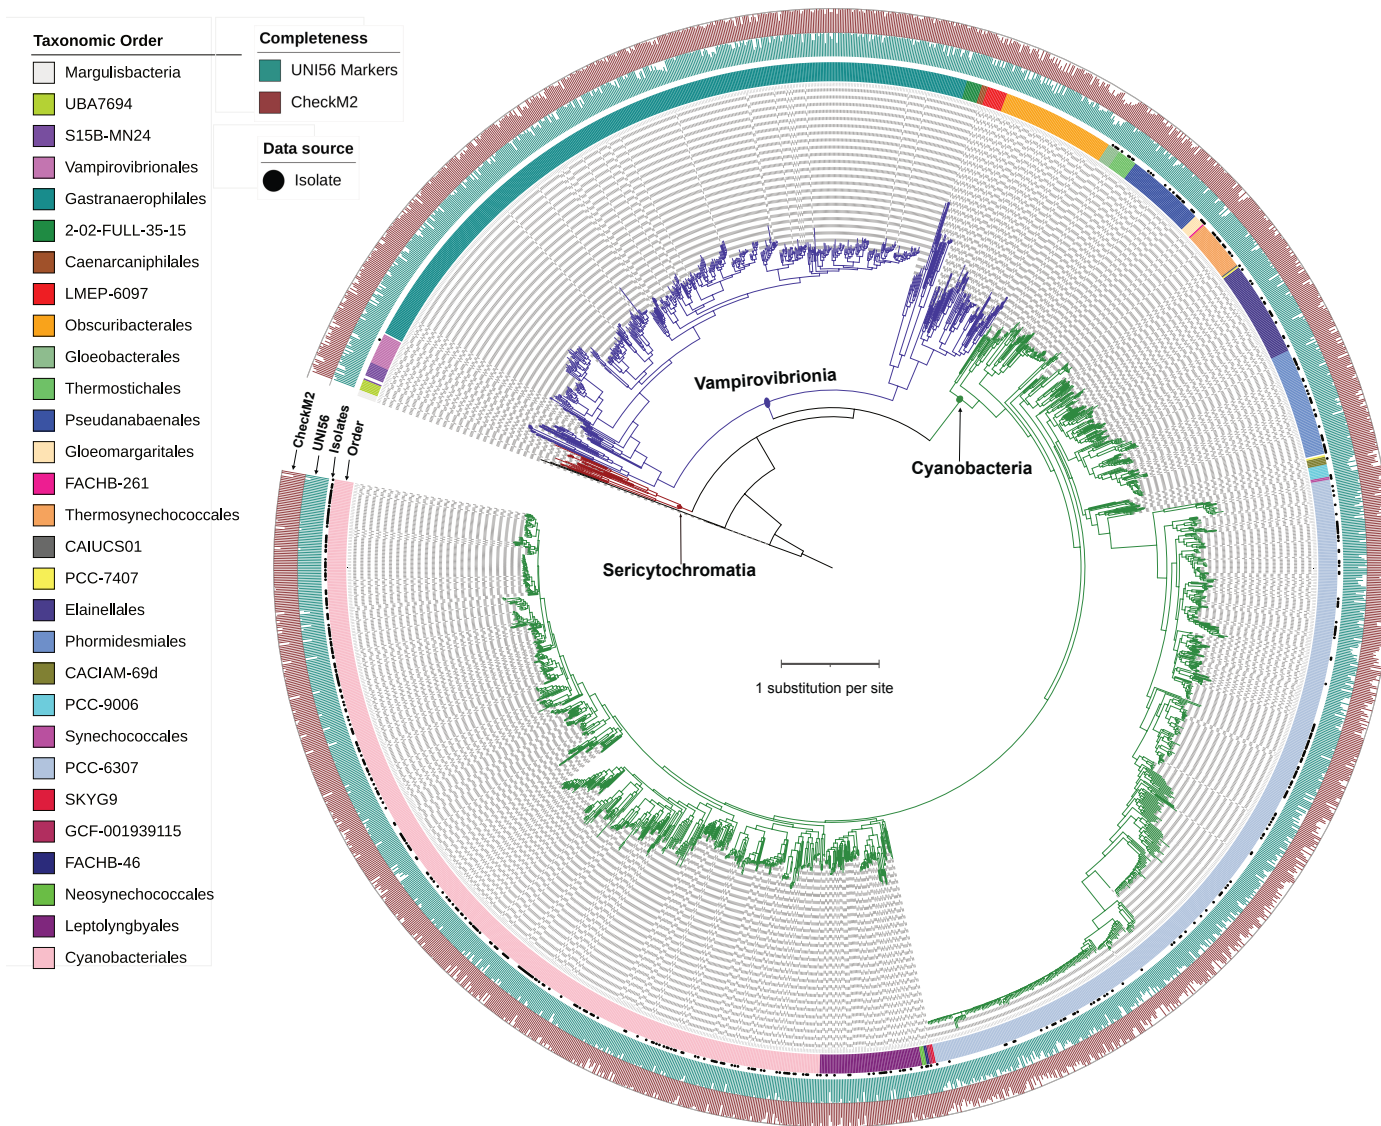 Taxonomic Order
Margulisbacteria
UBA7694
S15B-MN24
Vampirovibrionales
Gastranaerophilales
2-02-FULL-35-15
Caenarcaniphilales
LMEP-6097
Obscuribacterales
Gloeobacterales
Thermostichales
Pseudanabaenales
Gloeomargaritales
FACHB-261
Thermosynechococcales
CAIUCS01
PCC-7407
Elainellales
Phormidesmiales
CACIAM-69d
PCC-9006
Synechococcales
PCC-6307
SKYG9
GCF-001939115
FACHB-46
Neosynechococcales
Leptolyngbyales
Cyanobacteriales
Completeness
UNI56 Markers
CheckM2
Data source
Isolate
CheckM2
UNI56
Isolates
Order
Vampirovibrionia
Cyanobacteria
Sericytochromatia
1 substitution per site